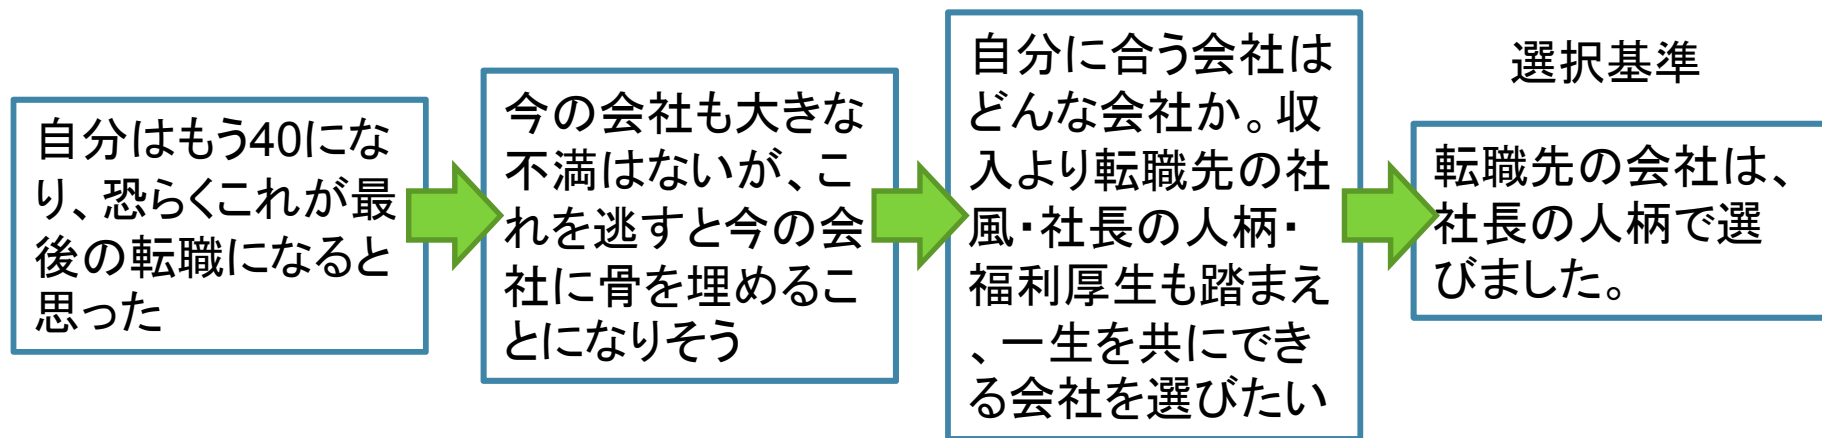 自分はもう40にな
り、恐らくこれが最
後の転職になると
思った
今の会社も大きな
不満はないが、こ
れを逃すと今の会
社に骨を埋めるこ
とになりそう
自分に合う会社は
どんな会社か。収
入より転職先の社
風・社長の人柄・
福利厚生も踏まえ
、一生を共にでき
る会社を選びたい
選択基準
転職先の会社は、
社長の人柄で選
びました。